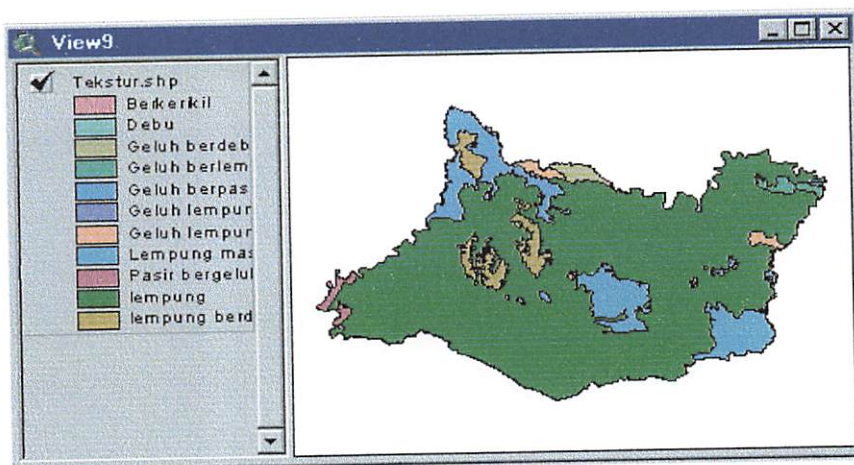 View9
Tekstur.shp
Berkerikil
Debu
Geluh berdeb
Geluh berlem
Geluh berpas
Geluh lempur
Geluh lempur
Lempung mas
Pasir bergelul
lempung
lempung berd